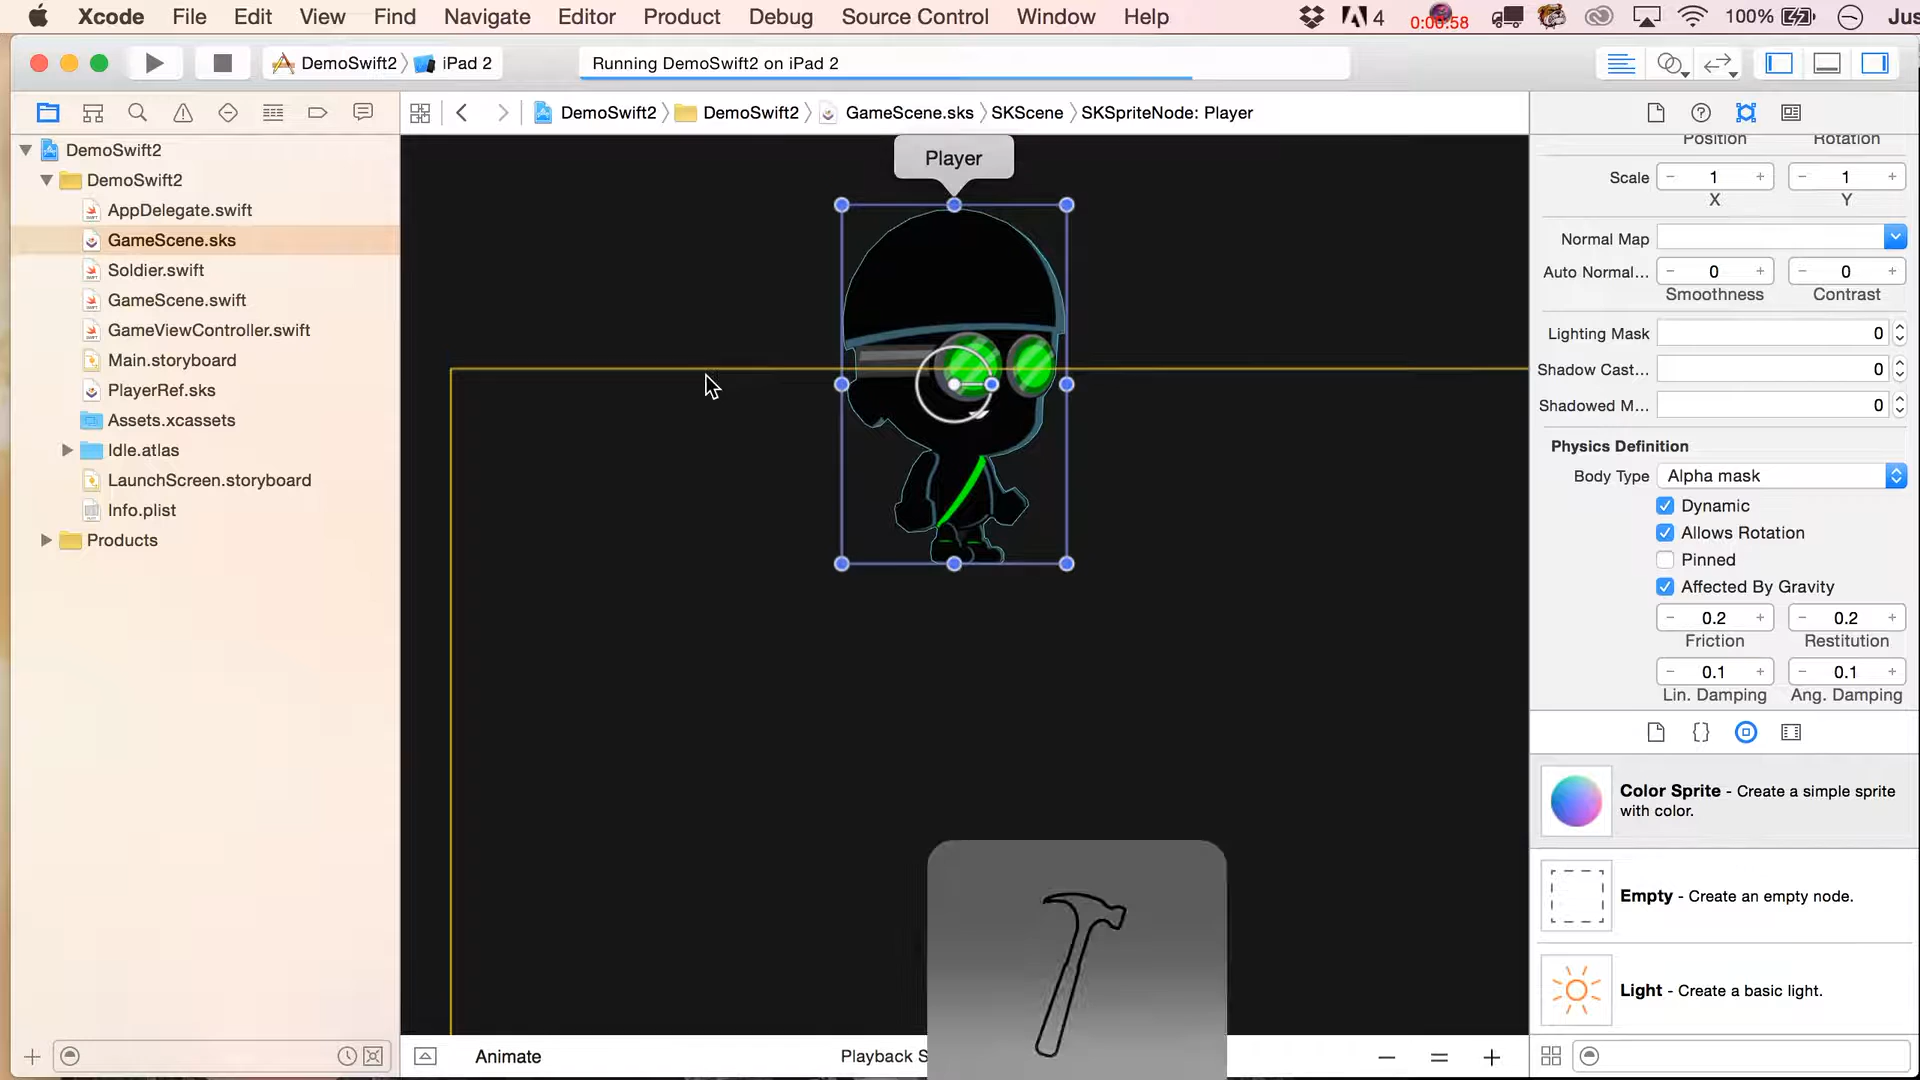 Xcode File Edit View Find Navigate Editor Product Debug Source Control Window Help 4 0:00:58 100% Jus
DemoSwift2 iPad 2 Running DemoSwift2 on iPad 2
DemoSwift2 DemoSwift2 GameScene.sks SKScene SKSpriteNode: Player
DemoSwift2
DemoSwift2
AppDelegate.swift
GameScene.sks
Soldier.swift
GameScene.swift
GameViewController.swift
Main.storyboard
PlayerRef.sks
Assets.xcassets
Idle.atlas
LaunchScreen.storyboard
Info.plist
Products
Player
Animate Playback S
Position Rotation
Scale 1 1
X Y
Normal Map
Auto Normal... 0 0
Smoothness Contrast
Lighting Mask 0
Shadow Cast... 0
Shadowed M... 0
Physics Definition
Body Type Alpha mask
Dynamic
Allows Rotation
Pinned
Affected By Gravity
0.2 0.2
Friction Restitution
0.1 0.1
Lin. Damping Ang. Damping
Color Sprite - Create a simple sprite
with color.
Empty - Create an empty node.
Light - Create a basic light.